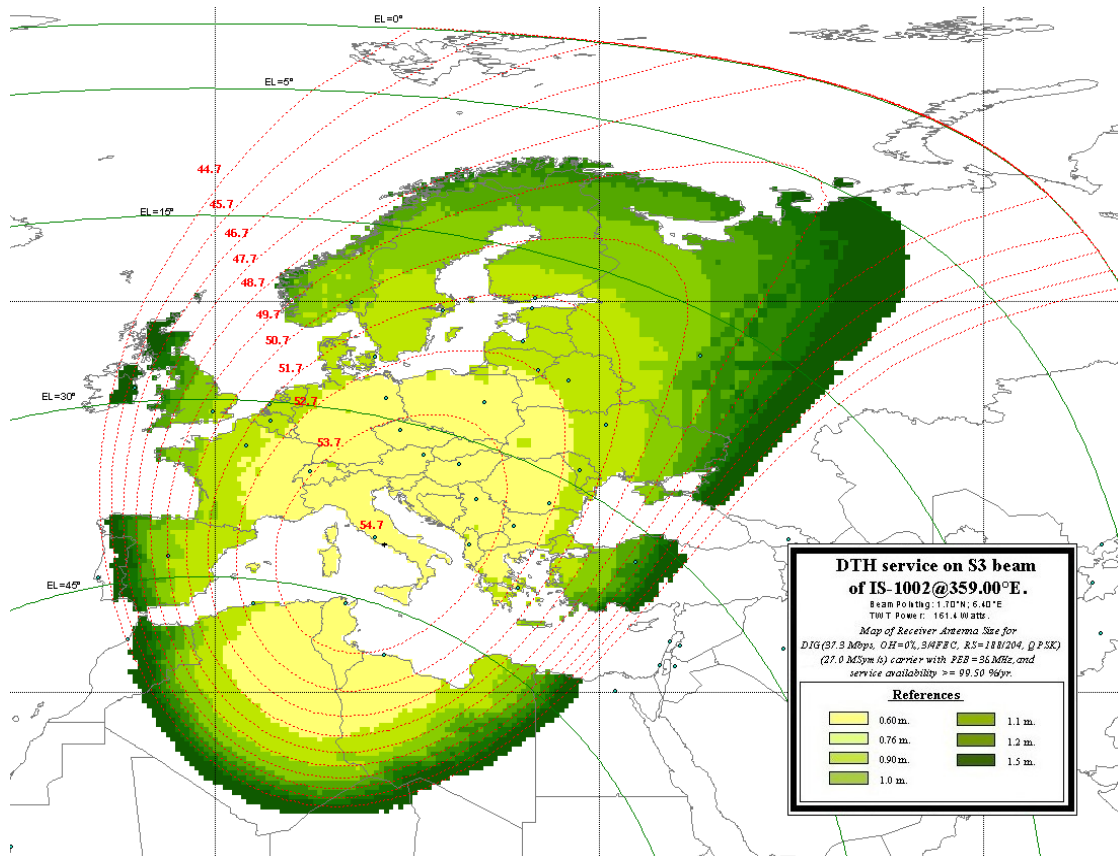 EL=0°
EL=5°
44.7
45.7
EL=15°
46.7
47.7
48.7
49.7
50.7
51.7
EL=30°
52.7
53.7
54.7
EL=45°
DTH service on S3 beam
of IS-1002@359.00°E.
Beam Pointing: 1.70°N; 6.40°E
TWT Power: 161.4 Watts.
Map of Receiver Antenna Size for
DIG(37.3 Mbps, OH=0%, 3/4FEC, RS=188/204, QPSK)
(27.0 MSym/s) carrier with PEB = 36 MHz, and
service availability >= 99.50 %/yr.
References
0.60 m.
0.76 m.
0.90 m.
1.0 m.
1.1 m.
1.2 m.
1.5 m.